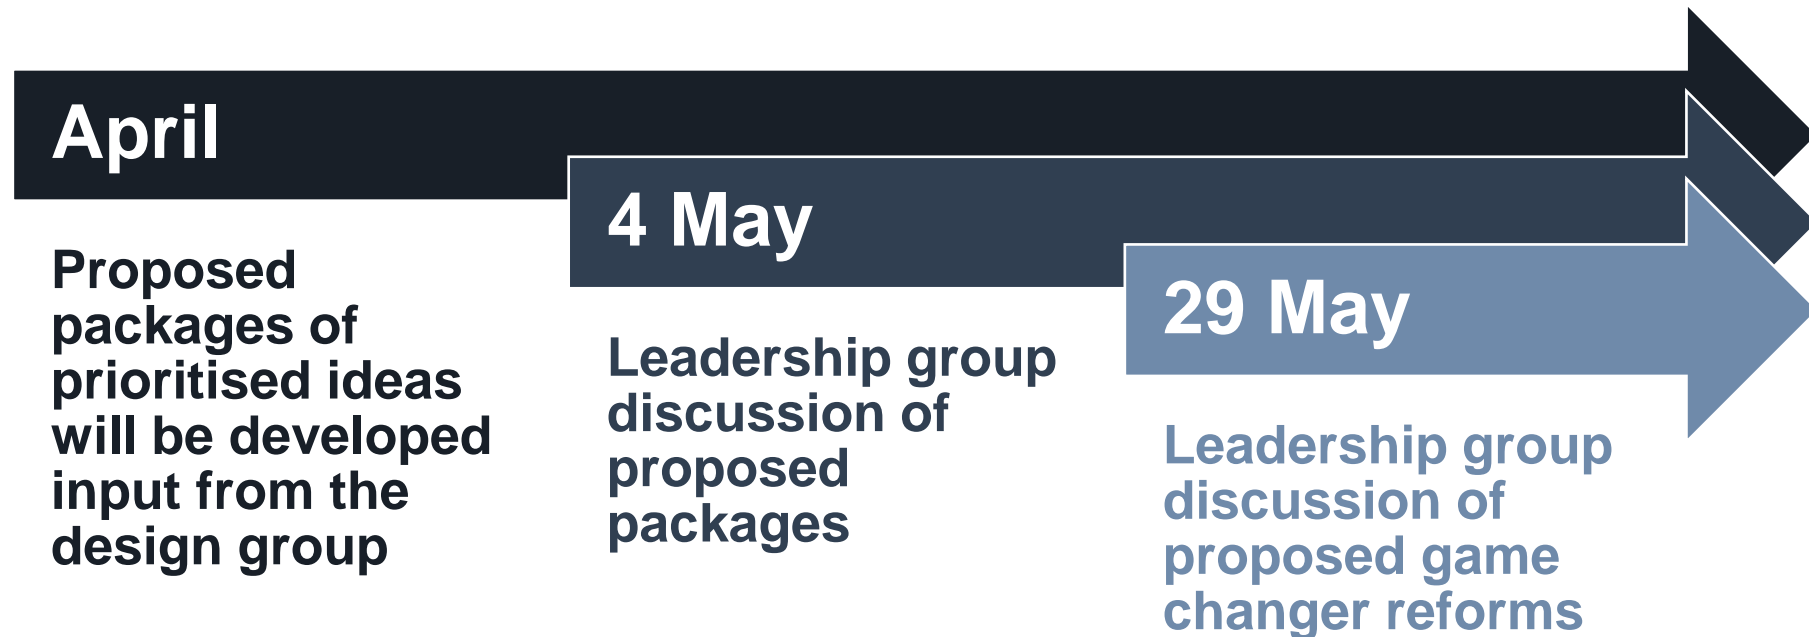 April
Proposed
packages of
prioritised ideas
will be developed
input from the
design group
4 May
Leadership group
discussion of
proposed
packages
29 May
Leadership group
discussion of
proposed game
changer reforms